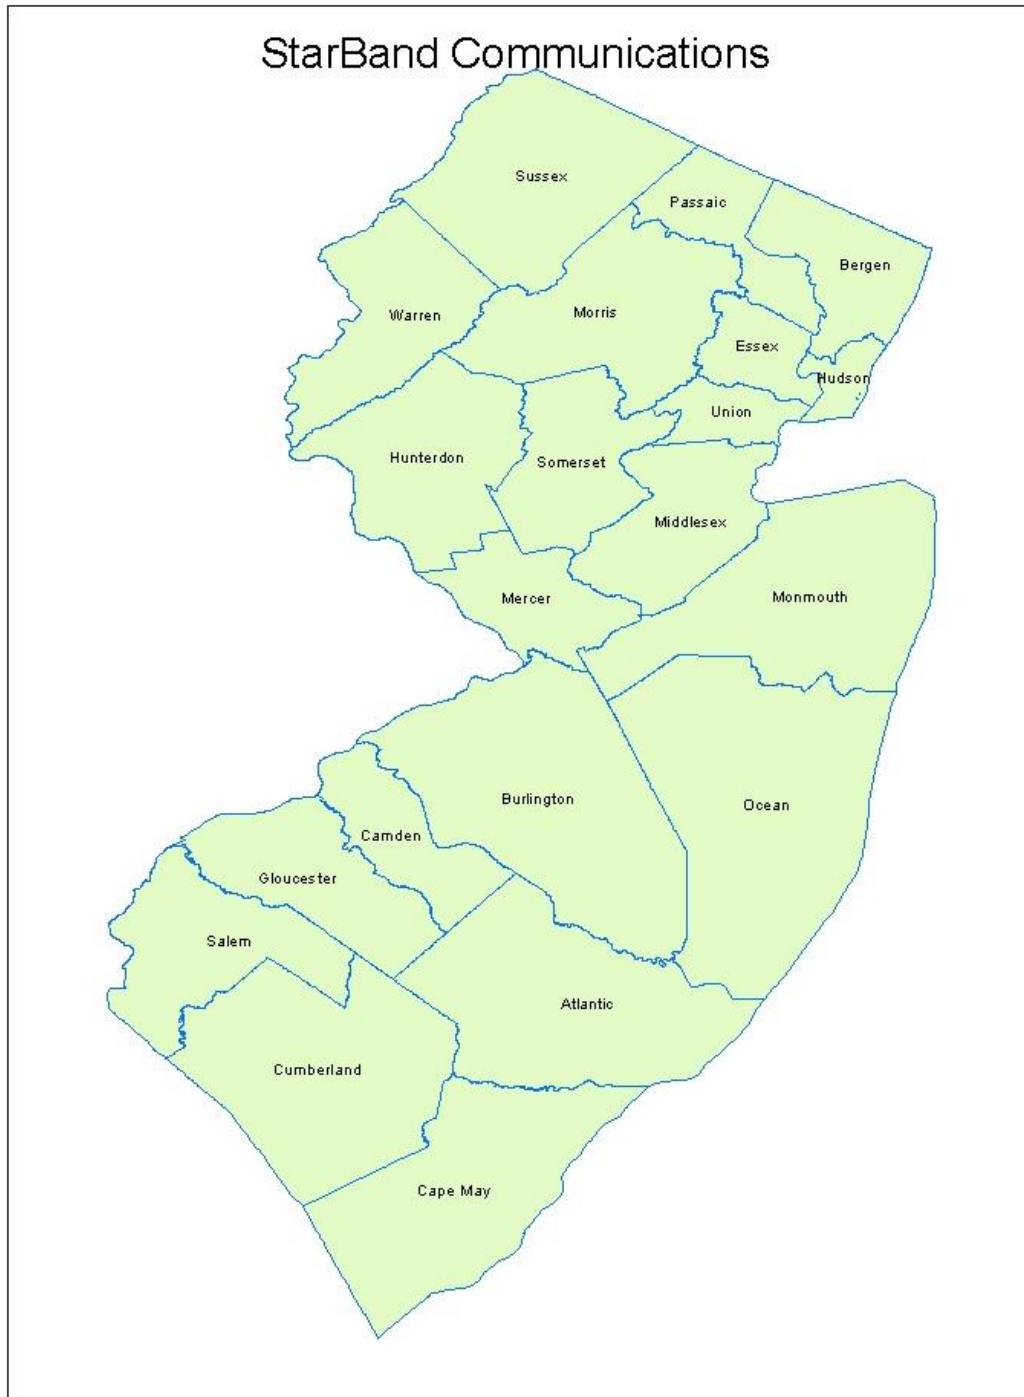 StarBand Communications
Sussex
Passaic
Bergen
Warren
Morris
Essex
Hudson
Union
Hunterdon
Somerset
Middlesex
Mercer
Monmouth
Burlington
Ocean
Camden
Gloucester
Salem
Atlantic
Cumberland
Cape May